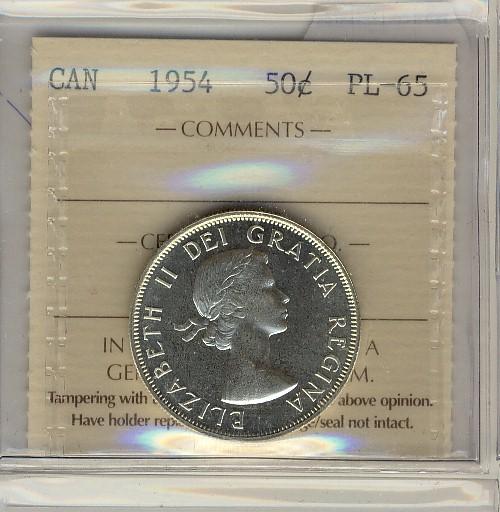 CAN 1954 50¢ PL-65
— COMMENTS —
ELIZABETH II DEI GRATIA REGINA
IN A
M.
Tampering with above opinion.
Have holder /seal not intact.